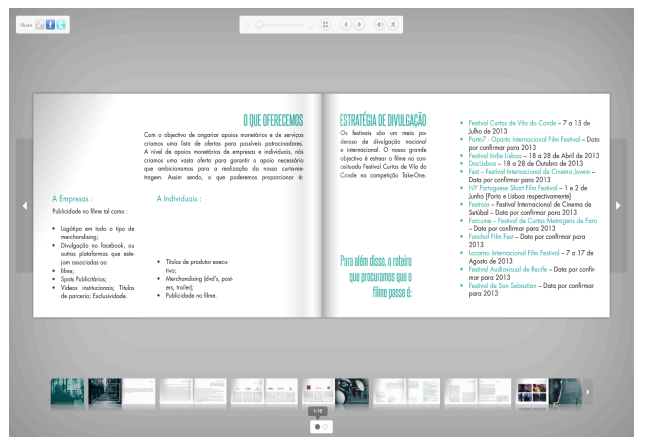 Share
O QUE OFERECEMOS
Com o objectivo de angariar apoios monetários e de serviços
criamos uma lista de ofertas para possíveis patrocinadores.
A nível de apoios monetários de empresas e individuais, nós
criamos uma vasta oferta para garantir o apoio necessário
que ambicionamos para a realização da nossa curtame-
tragem. Assim sendo, o que poderemos proporcionar é:
A Empresas :
Publicidade no filme tal como :
• Logótipo em todo o tipo de
merchandising;
• Divulgação no facebook, ou
outras plataformas que este-
jam associadas ao
• filme;
• Spots Publicitários;
• Vídeos institucionais; Títulos
de parceria; Exclusividade.
A Individuais :
• Títulos de produtor execu-
tivo;
• Merchandising (dvd's, post-
ers, trailer);
• Publicidade no filme.
ESTRATÉGIA DE DIVULGAÇÃO
Os festivais são um meio po-
deroso de divulgação nacional
e internacional. O nosso grande
objectivo é estrear o filme no con-
ceituado Festival Curtas de Vila do
Conde na competição Take-One.
Para além disso, o roteiro
que procuramos que o
filme passe é:
• Festival Curtas de Vila do Conde – 7 a 15 de
Julho de 2013
• Porto7 - Oporto Internacional Film Festival – Data
por confirmar para 2013
• Festival Indie Lisboa – 18 a 28 de Abril de 2013
• DocLisboa – 18 a 28 de Outubro de 2013
• Fest – Festival Internacional de Cinema Jovem –
Data por confirmar para 2013
• NY Portuguese Short Film Festival – 1 e 2 de
Junho [Porto e Lisboa respectivamente]
• Festroia – Festival Internacional de Cinema de
Setúbal – Data por confirmar para 2013
• Farcume – Festival de Curtas Metragens de Faro
– Data por confirmar para 2013
• Funchal Film Fest – Data por confirmar para
2013
• Locarno Internacional Film Festival – 7 a 17 de
Agosto de 2013
• Festival Audiovisual de Recife – Data por confir-
mar para 2013
• Festival de San Sebastian – Data por confirmar
para 2013
1-15